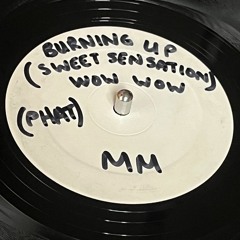 BURNING UP
(SWEET SENSATION)
WOW WOW
(PHAT)
MM